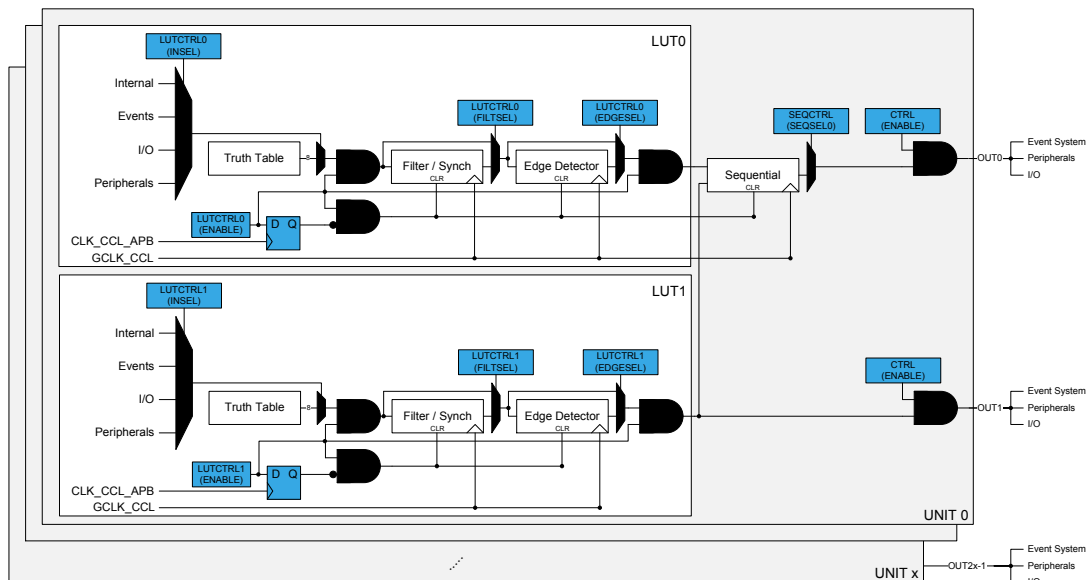 LUTCTRL0
(INSEL)
LUT0
Internal
Events
I/O
Peripherals
Truth Table
8
LUTCTRL0
(FILTSEL)
LUTCTRL0
(EDGESEL)
SEQCTRL
(SEQSEL0)
CTRL
(ENABLE)
Filter / Synch
CLR
Edge Detector
CLR
Sequential
CLR
OUT0
Event System
Peripherals
I/O
LUTCTRL0
(ENABLE)
D Q
CLK_CCL_APB
GCLK_CCL
LUTCTRL1
(INSEL)
LUT1
Internal
Events
I/O
Peripherals
Truth Table
8
LUTCTRL1
(FILTSEL)
LUTCTRL1
(EDGESEL)
CTRL
(ENABLE)
Filter / Synch
CLR
Edge Detector
CLR
OUT1
Event System
Peripherals
I/O
LUTCTRL1
(ENABLE)
D Q
CLK_CCL_APB
GCLK_CCL
UNIT 0
UNIT x
OUT2x-1
Event System
Peripherals
I/O